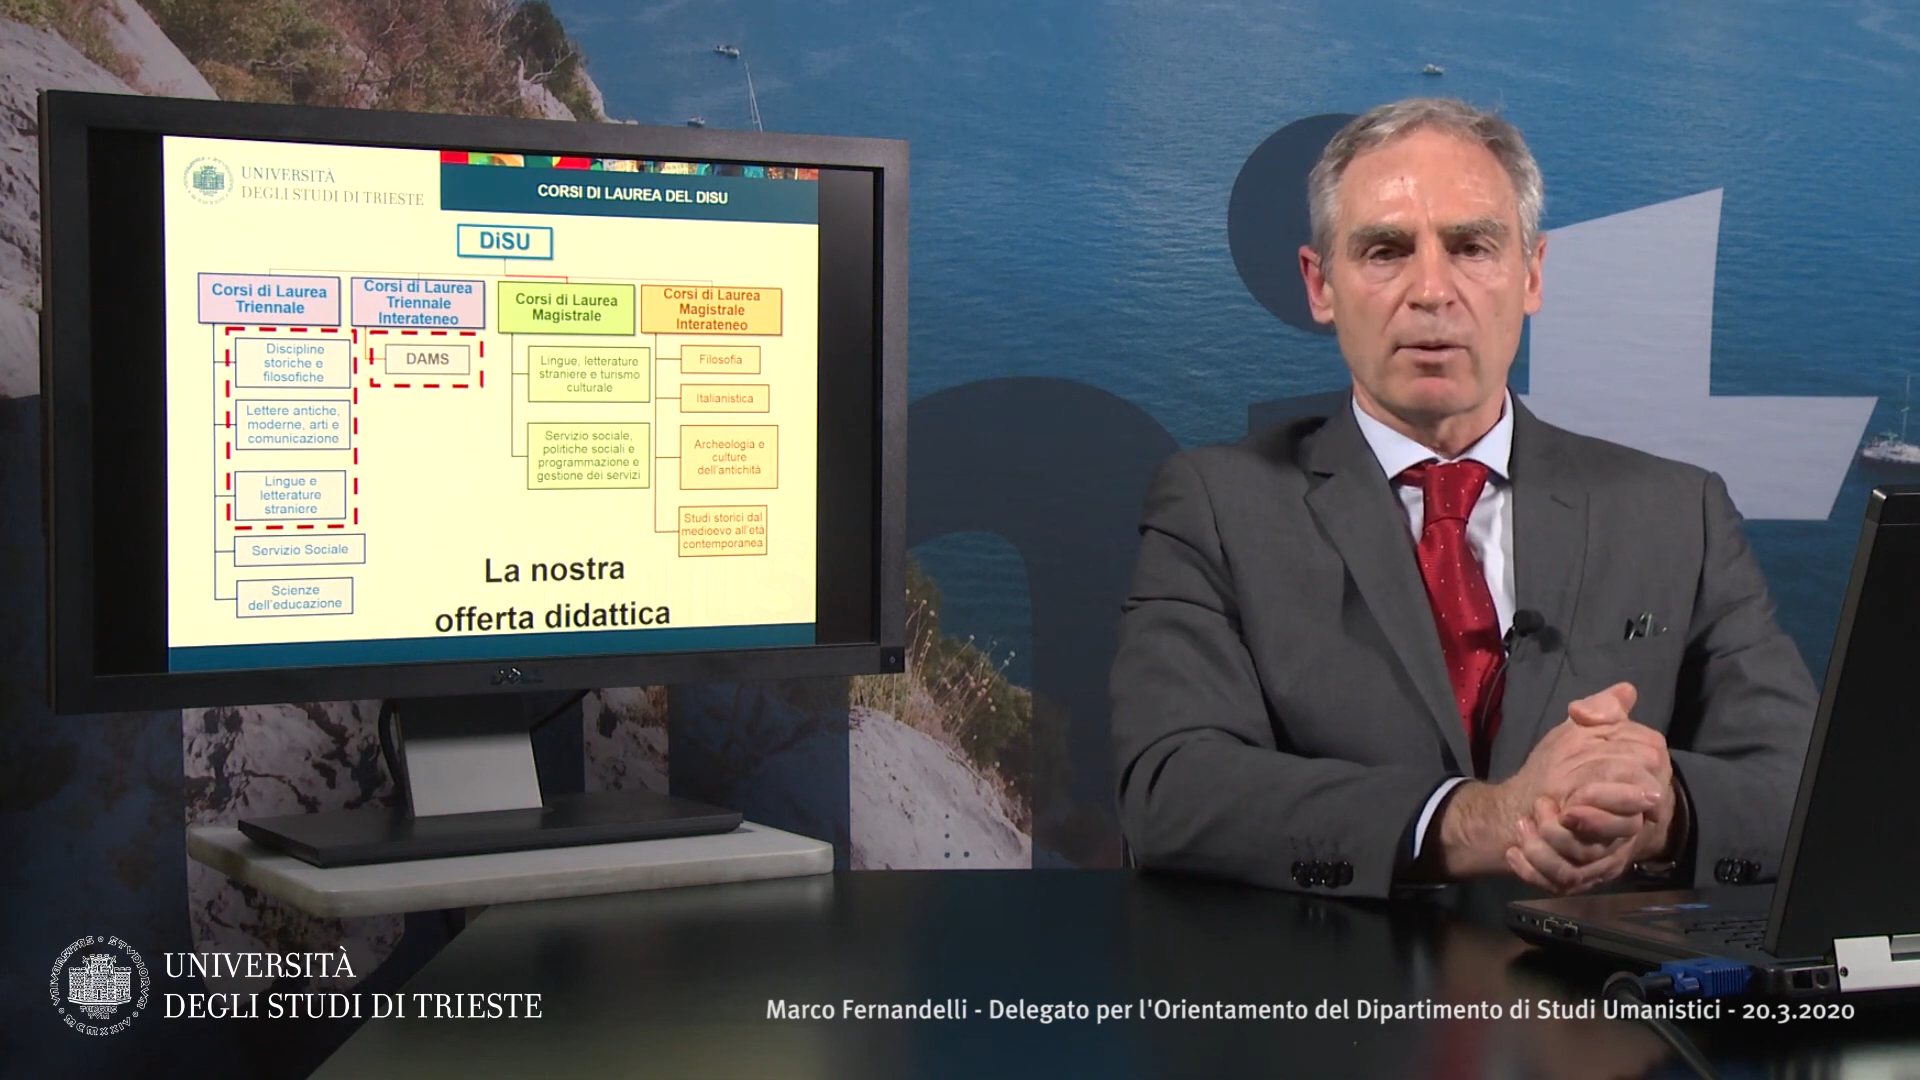 UNIVERSITÀ
DEGLI STUDI DI TRIESTE
CORSI DI LAUREA DEL DISU
DiSU
Corsi di Laurea
Triennale
Corsi di Laurea
Triennale
Interateneo
Corsi di Laurea
Magistrale
Corsi di Laurea
Magistrale
Interateneo
Discipline
storiche e
filosofiche
Lettere antiche,
moderne, arti e
comunicazione
Lingue e
letterature
straniere
Servizio Sociale
Scienze
dell'educazione
DAMS
Lingue, letterature
straniere e turismo
culturale
Servizio sociale,
politiche sociali e
programmazione e
gestione dei servizi
Filosofia
Italianistica
Archeologia e
culture
dell'antichità
Studi storici dal
medioevo all'età
contemporanea
La nostra
offerta didattica
UNIVERSITÀ
DEGLI STUDI DI TRIESTE
Marco Fernandelli - Delegato per l'Orientamento del Dipartimento di Studi Umanistici - 20.3.2020